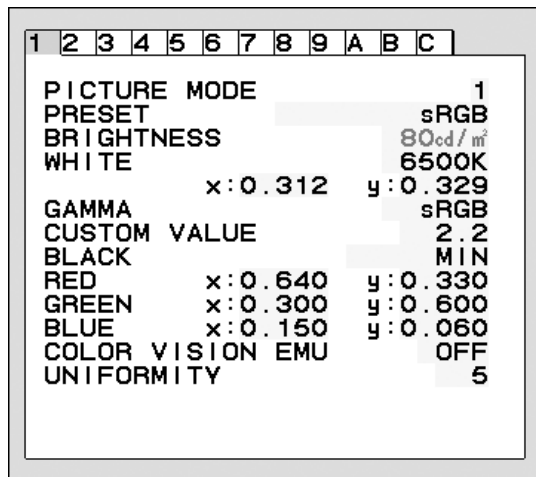 1 2 3 4 5 6 7 8 9 A B C
PICTURE MODE 1
PRESET sRGB
BRIGHTNESS 80cd/㎡
WHITE 6500K
x:0.312 y:0.329
GAMMA sRGB
CUSTOM VALUE 2.2
BLACK MIN
RED x:0.640 y:0.330
GREEN x:0.300 y:0.600
BLUE x:0.150 y:0.060
COLOR VISION EMU OFF
UNIFORMITY 5